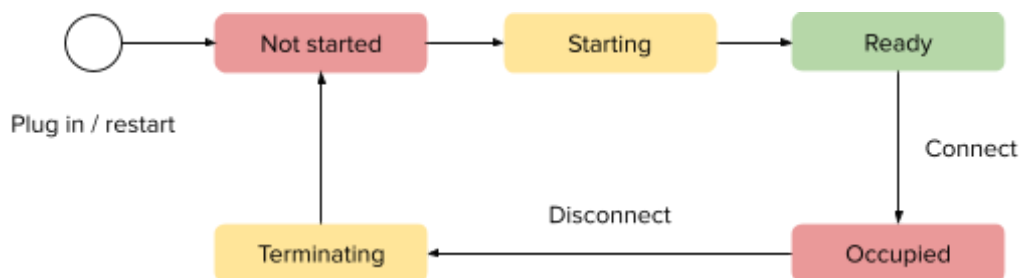 Not started
Starting
Ready
Plug in / restart
Connect
Disconnect
Terminating
Occupied